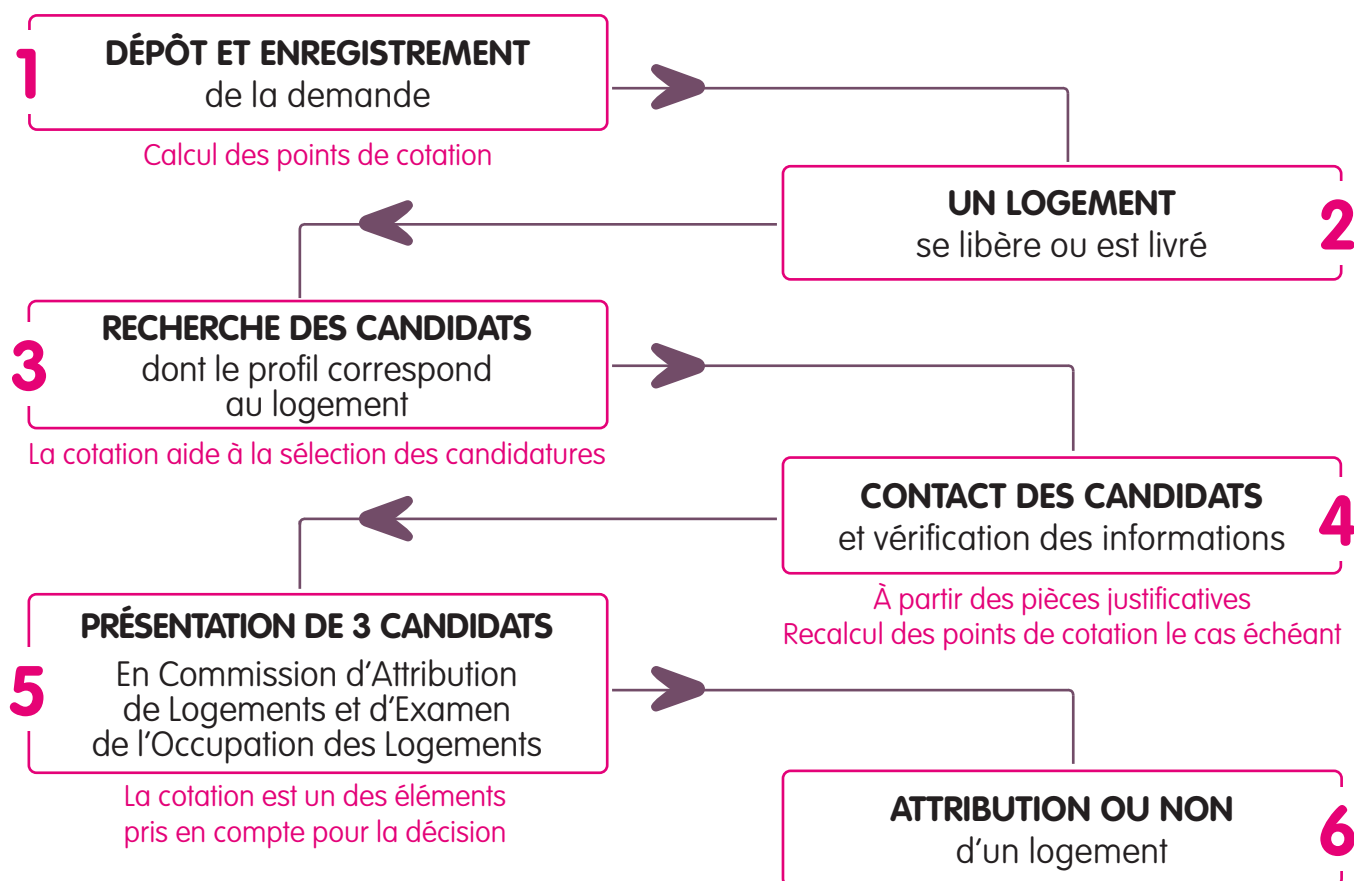 1
DÉPÔT ET ENREGISTREMENT
de la demande
Calcul des points de cotation
UN LOGEMENT
se libère ou est livré
2
3
RECHERCHE DES CANDIDATS
dont le profil correspond
au logement
La cotation aide à la sélection des candidatures
CONTACT DES CANDIDATS
et vérification des informations
4
À partir des pièces justificatives
Recalcul des points de cotation le cas échéant
5
PRÉSENTATION DE 3 CANDIDATS
En Commission d'Attribution
de Logements et d'Examen
de l'Occupation des Logements
La cotation est un des éléments
pris en compte pour la décision
ATTRIBUTION OU NON
d'un logement
6